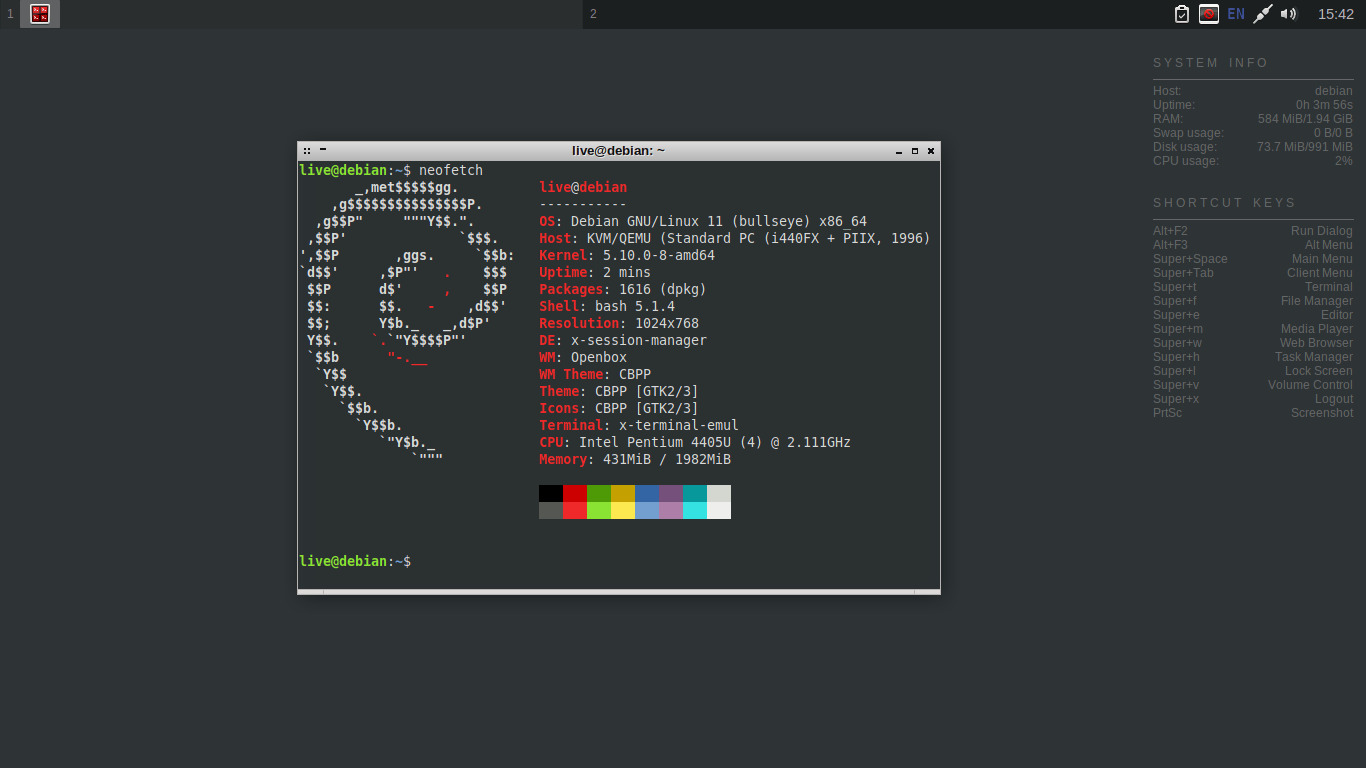 1
2
EN
15:42
SYSTEM INFO
Host: debian
Uptime: 0h 3m 56s
RAM: 584 MiB/1.94 GiB
Swap usage: 0 B/0 B
Disk usage: 73.7 MiB/991 MiB
CPU usage: 2%
SHORTCUT KEYS
Alt+F2 Run Dialog
Alt+F3 Alt Menu
Super+Space Main Menu
Super+Tab Client Menu
Super+t Terminal
Super+f File Manager
Super+e Editor
Super+m Media Player
Super+w Web Browser
Super+h Task Manager
Super+l Lock Screen
Super+v Volume Control
Super+x Logout
PrtSc Screenshot
live@debian: ~
live@debian:~$ neofetch
       _,met$$$$$gg.          live@debian
    ,g$$$$$$$$$$$$$$$P.       -----------
  ,g$$P"     """Y$$.".        OS: Debian GNU/Linux 11 (bullseye) x86_64
 ,$$P'              `$$$.     Host: KVM/QEMU (Standard PC (i440FX + PIIX, 1996)
',$$P       ,ggs.     `$$b:   Kernel: 5.10.0-8-amd64
`d$$'     ,$P"'   .    $$$    Uptime: 2 mins
 $$P      d$'     ,    $$P    Packages: 1616 (dpkg)
 $$:      $$.   -    ,d$$'    Shell: bash 5.1.4
 $$;      Y$b._   _,d$P'      Resolution: 1024x768
 Y$$.    `.`"Y$$$$P"'         DE: x-session-manager
 `$$b      "-.__              WM: Openbox
  `Y$$                        WM Theme: CBPP
   `Y$$.                      Theme: CBPP [GTK2/3]
     `$$b.                    Icons: CBPP [GTK2/3]
       `Y$$b.                 Terminal: x-terminal-emul
          `"Y$b._             CPU: Intel Pentium 4405U (4) @ 2.111GHz
              `"""            Memory: 431MiB / 1982MiB
live@debian:~$